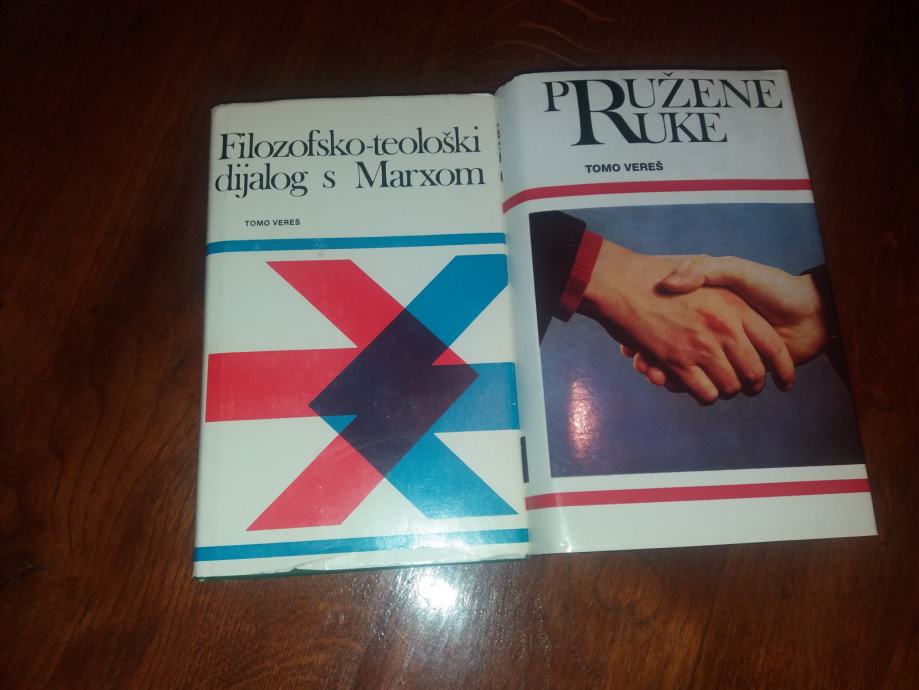 Filozofsko-teološki
dijalog s Marxom
TOMO VEREŠ
PRUŽENE
RUKE
TOMO VEREŠ